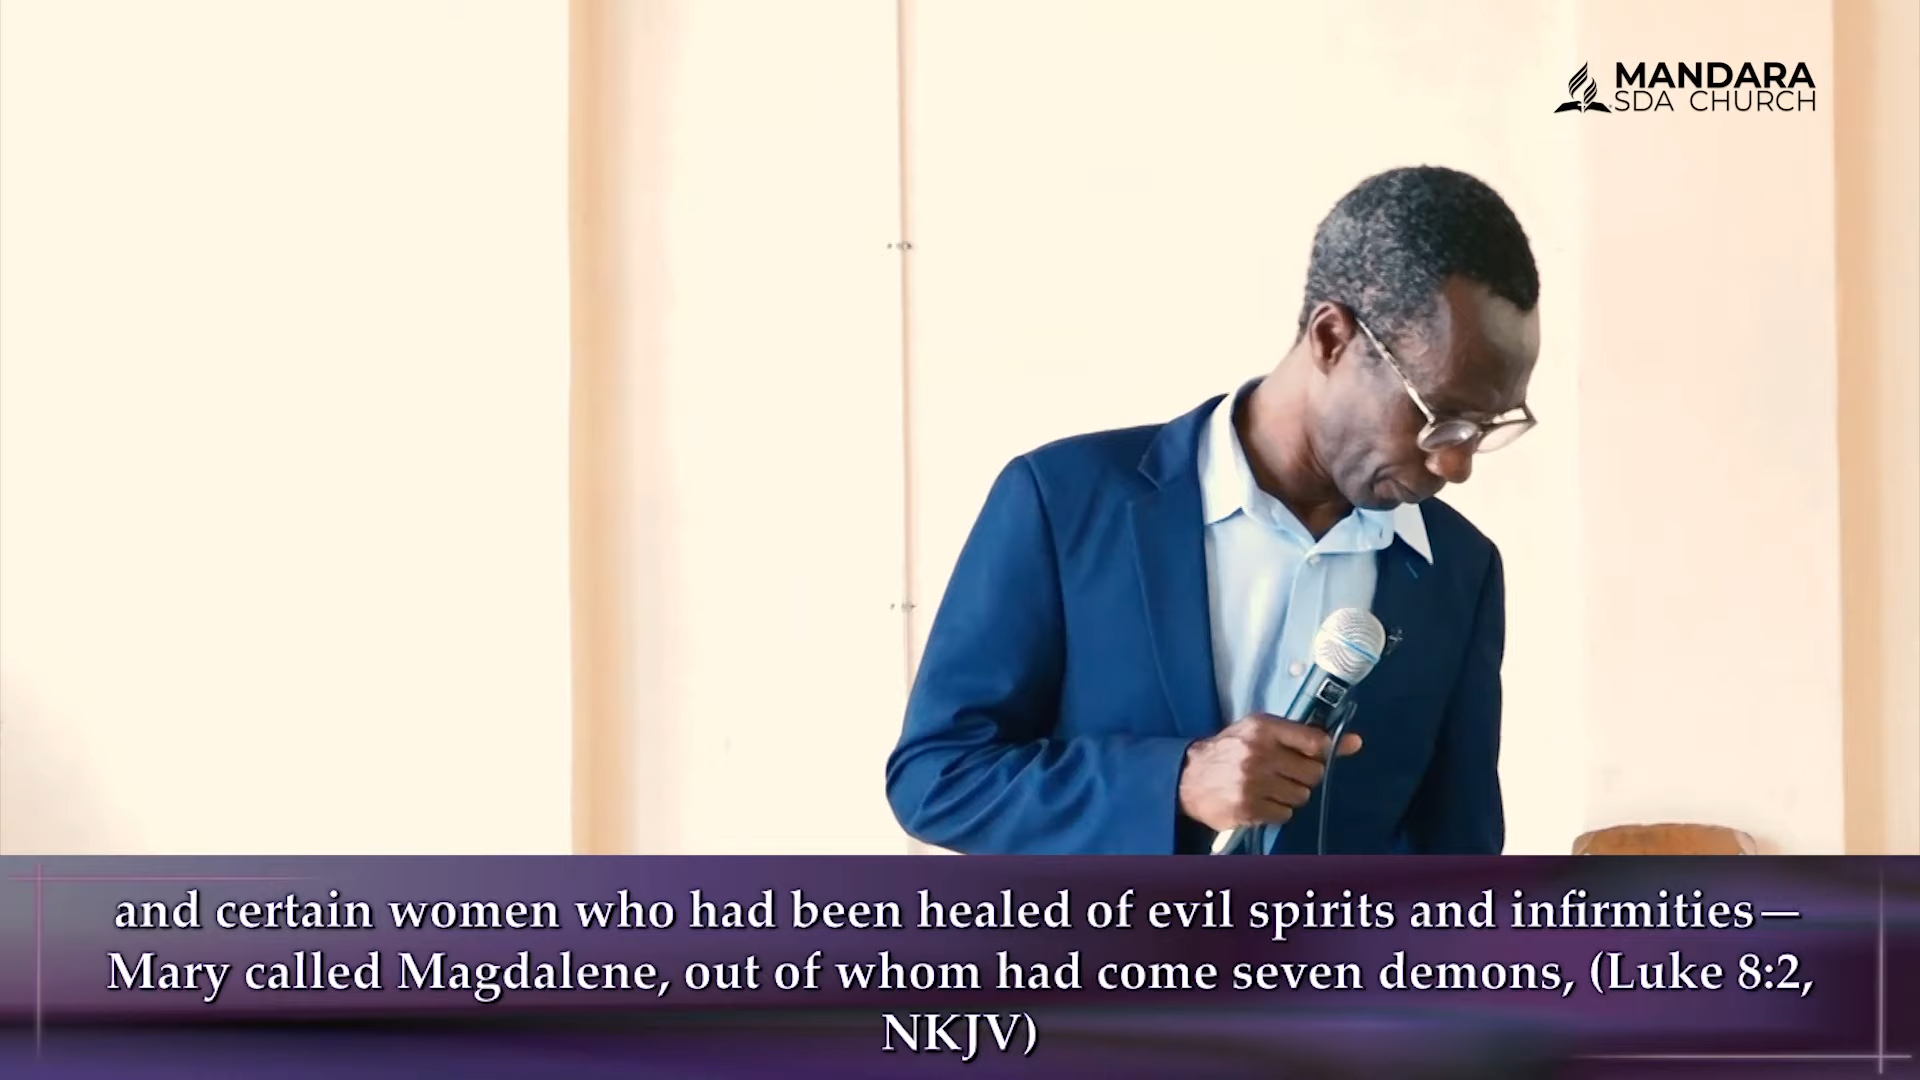 MANDARA
SDA CHURCH
and certain women who had been healed of evil spirits and infirmities—
Mary called Magdalene, out of whom had come seven demons, (Luke 8:2,
NKJV)